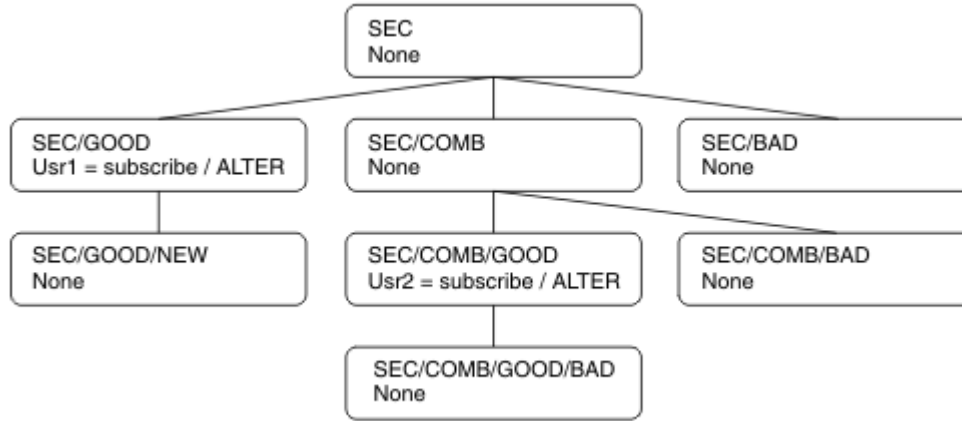 SEC
None
SEC/GOOD
Usr1 = subscribe / ALTER
SEC/COMB
None
SEC/BAD
None
SEC/GOOD/NEW
None
SEC/COMB/GOOD
Usr2 = subscribe / ALTER
SEC/COMB/BAD
None
SEC/COMB/GOOD/BAD
None